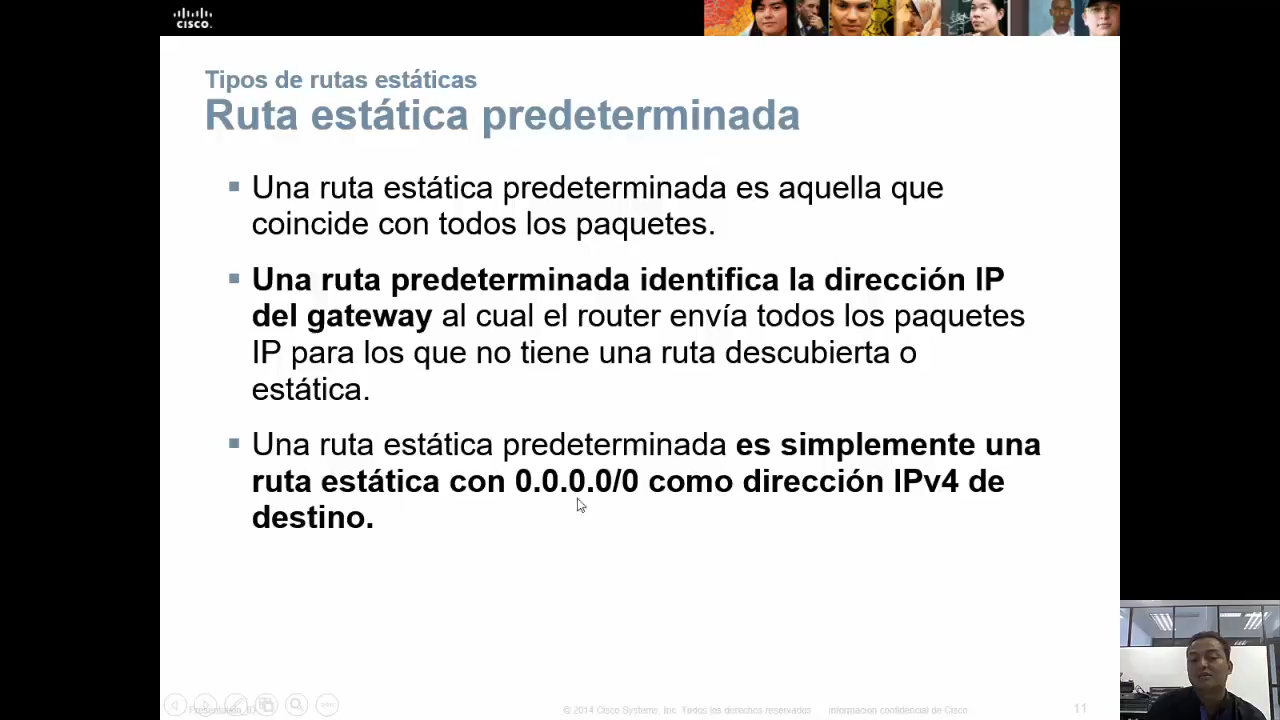 CISCO
Tipos de rutas estáticas
Ruta estática predeterminada
Una ruta estática predeterminada es aquella que
coincide con todos los paquetes.
Una ruta predeterminada identifica la dirección IP
del gateway al cual el router envía todos los paquetes
IP para los que no tiene una ruta descubierta o
estática.
Una ruta estática predeterminada es simplemente una
ruta estática con 0.0.0.0/0 como dirección IPv4 de
destino.
© 2014 Cisco Systems, Inc. Todos los derechos reservados
Información confidencial de Cisco
11